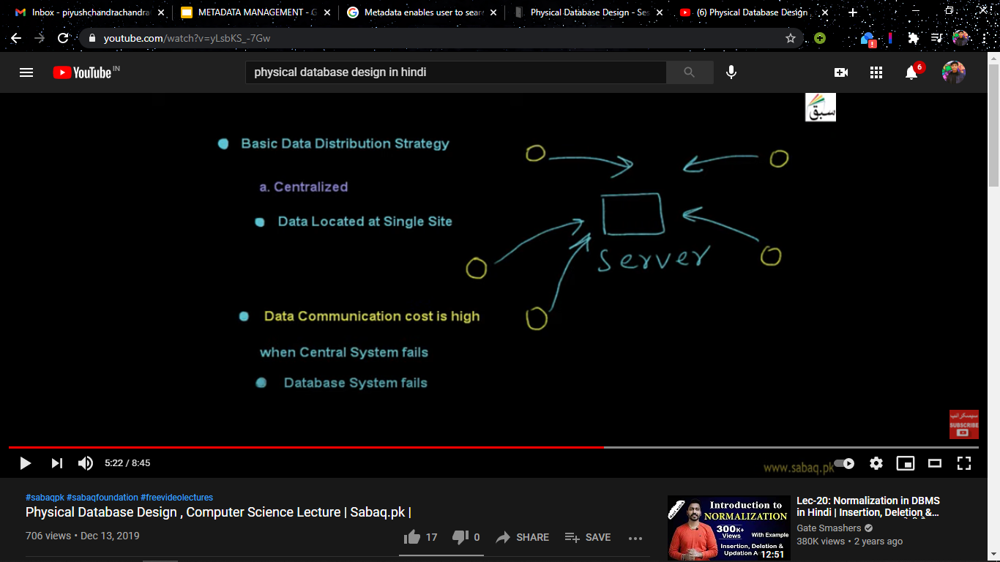 Inbox - piyushchandrachandra
METADATA MANAGEMENT - G
Metadata enables user to sear
Physical Database Design - Ses
(6) Physical Database Design
youtube.com/watch?v=yLsbKS_-7Gw
YouTube IN
physical database design in hindi
6
سبق
Basic Data Distribution Strategy
a. Centralized
Data Located at Single Site
server
Data Communication cost is high
when Central System fails
Database System fails
SUBSCRIBE
5:22 / 8:45
www.sabaq.pk
#sabaqpk #sabaqfoundation #freevideolectures
Physical Database Design , Computer Science Lecture | Sabaq.pk |
706 views • Dec 13, 2019
17
0
SHARE
SAVE
Introduction to
NORMALIZATION
300K+
Views
With Example
Insertion, Deletion &
Updation
12:51
Lec-20: Normalization in DBMS
in Hindi | Insertion, Deletion &...
Gate Smashers
380K views • 2 years ago